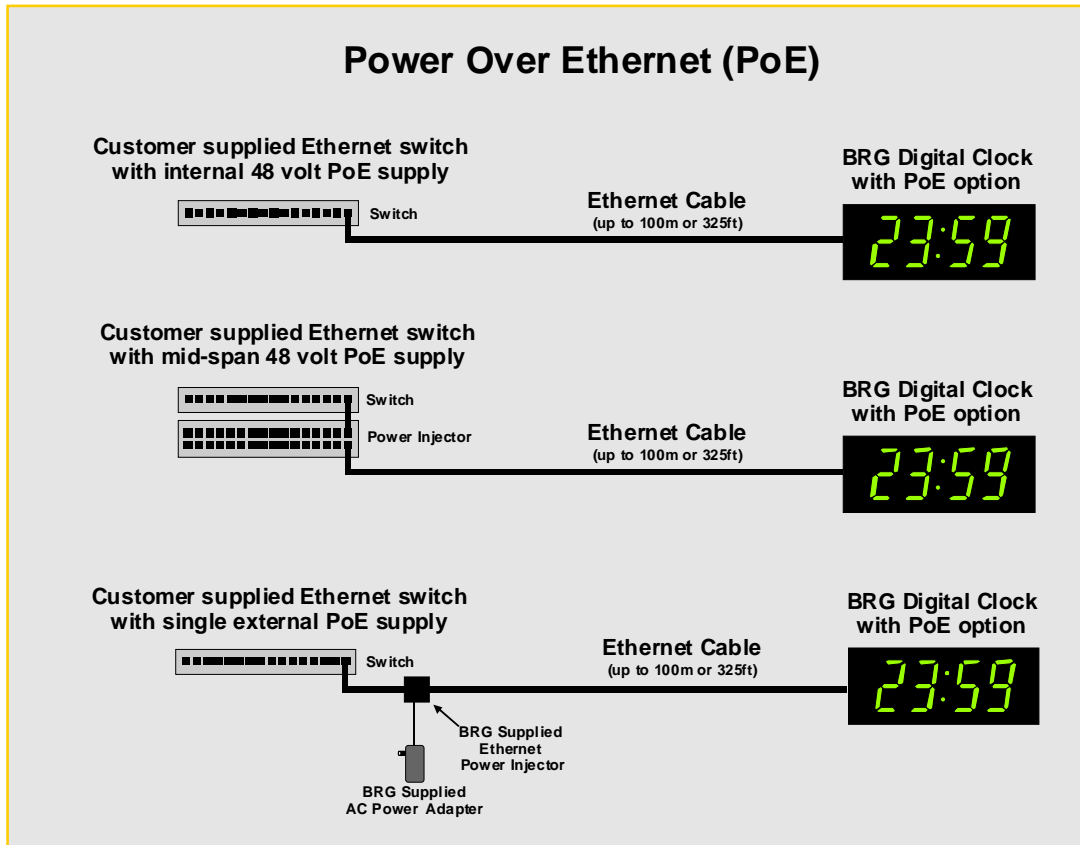 Power Over Ethernet (PoE)
Customer supplied Ethernet switch
with internal 48 volt PoE supply
Switch
Ethernet Cable
(up to 100m or 325ft)
BRG Digital Clock
with PoE option
23:59
Customer supplied Ethernet switch
with mid-span 48 volt PoE supply
Switch
Power Injector
Ethernet Cable
(up to 100m or 325ft)
BRG Digital Clock
with PoE option
23:59
Customer supplied Ethernet switch
with single external PoE supply
Switch
Ethernet Cable
(up to 100m or 325ft)
BRG Digital Clock
with PoE option
23:59
BRG Supplied
Ethernet
Power Injector
BRG Supplied
AC Power Adapter